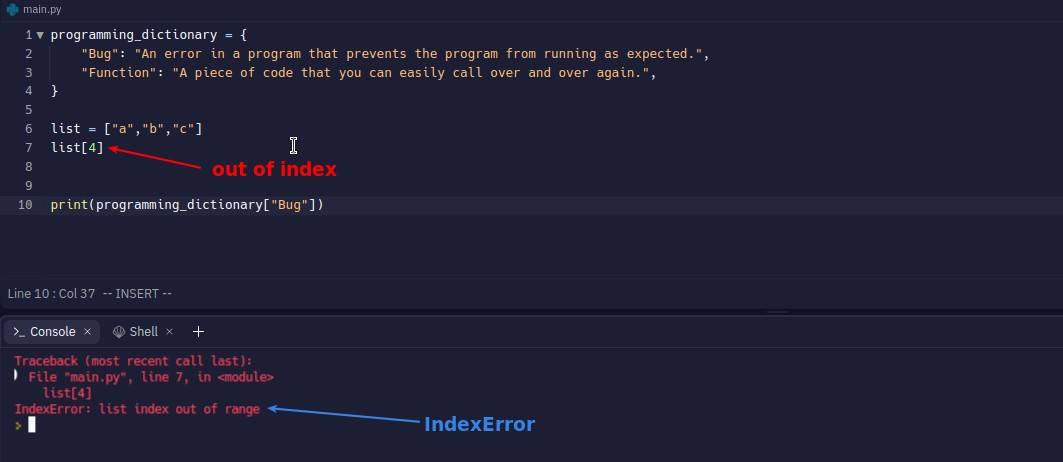 main.py
1 programming_dictionary = {
2     "Bug": "An error in a program that prevents the program from running as expected.",
3     "Function": "A piece of code that you can easily call over and over again.",
4 }
5
6 list = ["a","b","c"]
7 list[4]
out of index
8
9
10 print(programming_dictionary["Bug"])
Line 10 : Col 37 -- INSERT --
>_ Console × Shell × +
Traceback (most recent call last):
  File "main.py", line 7, in <module>
    list[4]
IndexError: list index out of range
IndexError
>